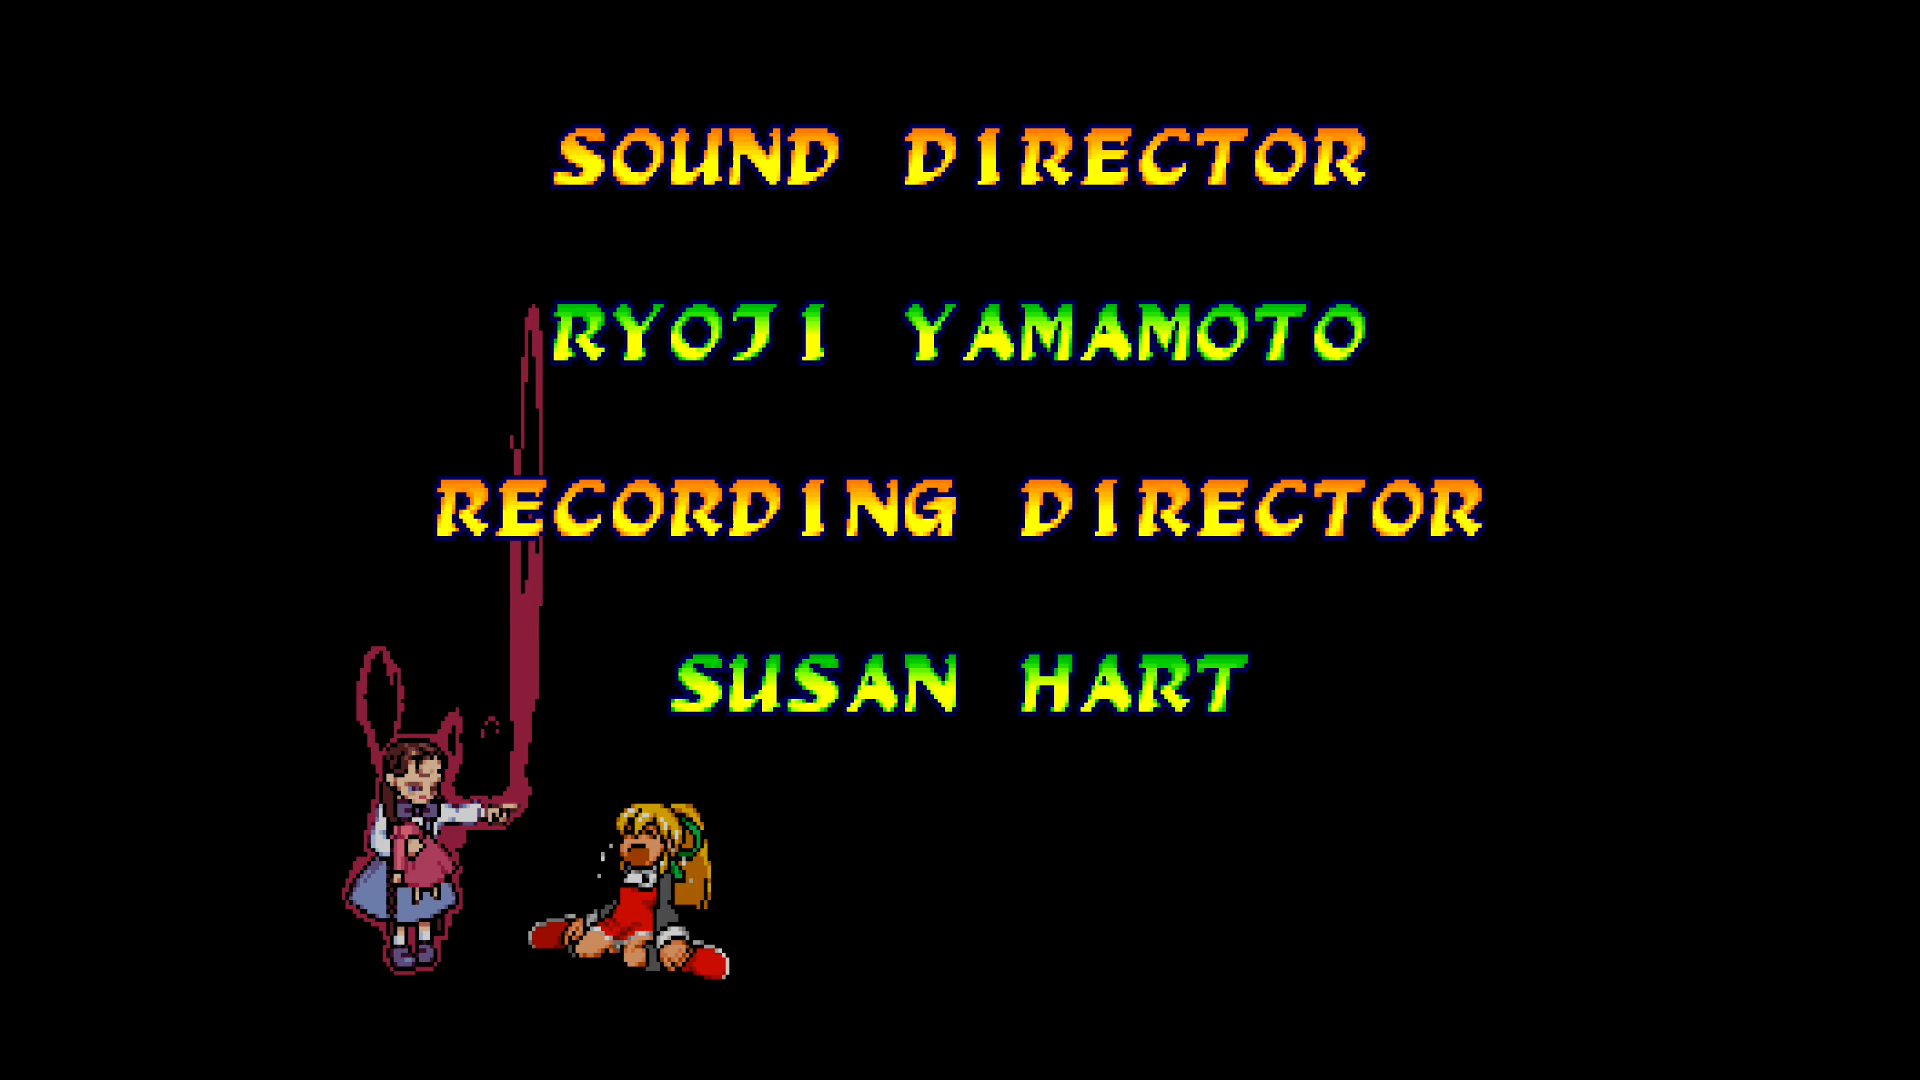 SOUND DIRECTOR
RYOJI YAMAMOTO
RECORDING DIRECTOR
SUSAN HART